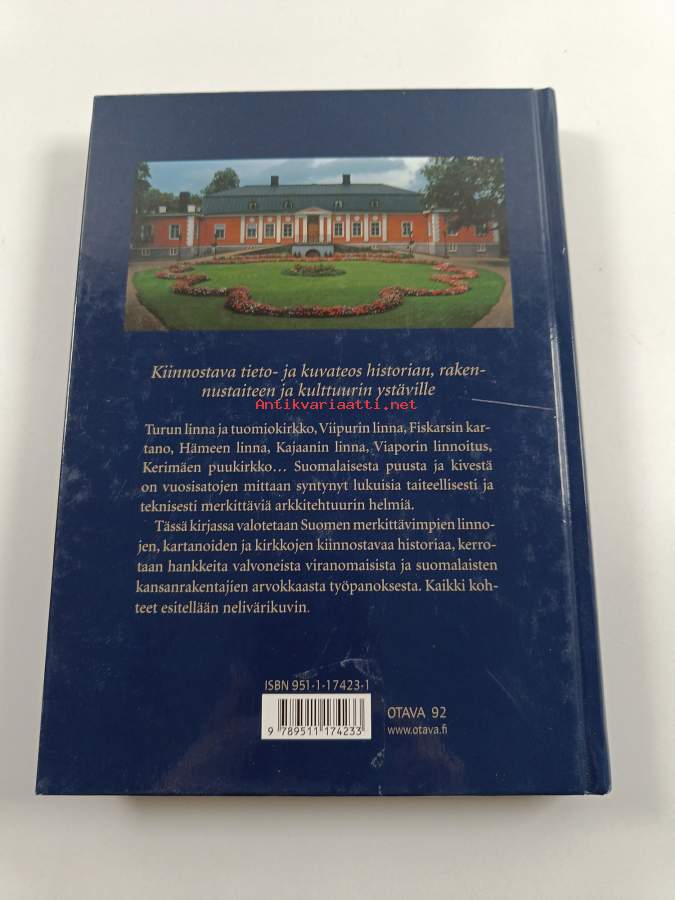 Kiinnostava tieto- ja kuvateos historian, raken-
nustaiteen ja kulttuurin ystäville
Antikvariaatti.net
Turun linna ja tuomiokirkko, Viipurin linna, Fiskarsin kar-
tano, Hämeen linna, Kajaanin linna, Viaporin linnoitus,
Kerimäen puukirkko… Suomalaisesta puusta ja kivestä
on vuosisatojen mittaan syntynyt lukuisia taiteellisesti ja
teknisesti merkittäviä arkkitehtuurin helmiä.
Tässä kirjassa valotetaan Suomen merkittävimpien linno-
jen, kartanoiden ja kirkkojen kiinnostavaa historiaa, kerro-
taan hankkeita valvoneista viranomaisista ja suomalaisten
kansanrakentajien arvokkaasta työpanoksesta. Kaikki koh-
teet esitellään nelivärikuvin.
ISBN 951-1-17423-1
9 789511 174233
OTAVA 92
www.otava.fi